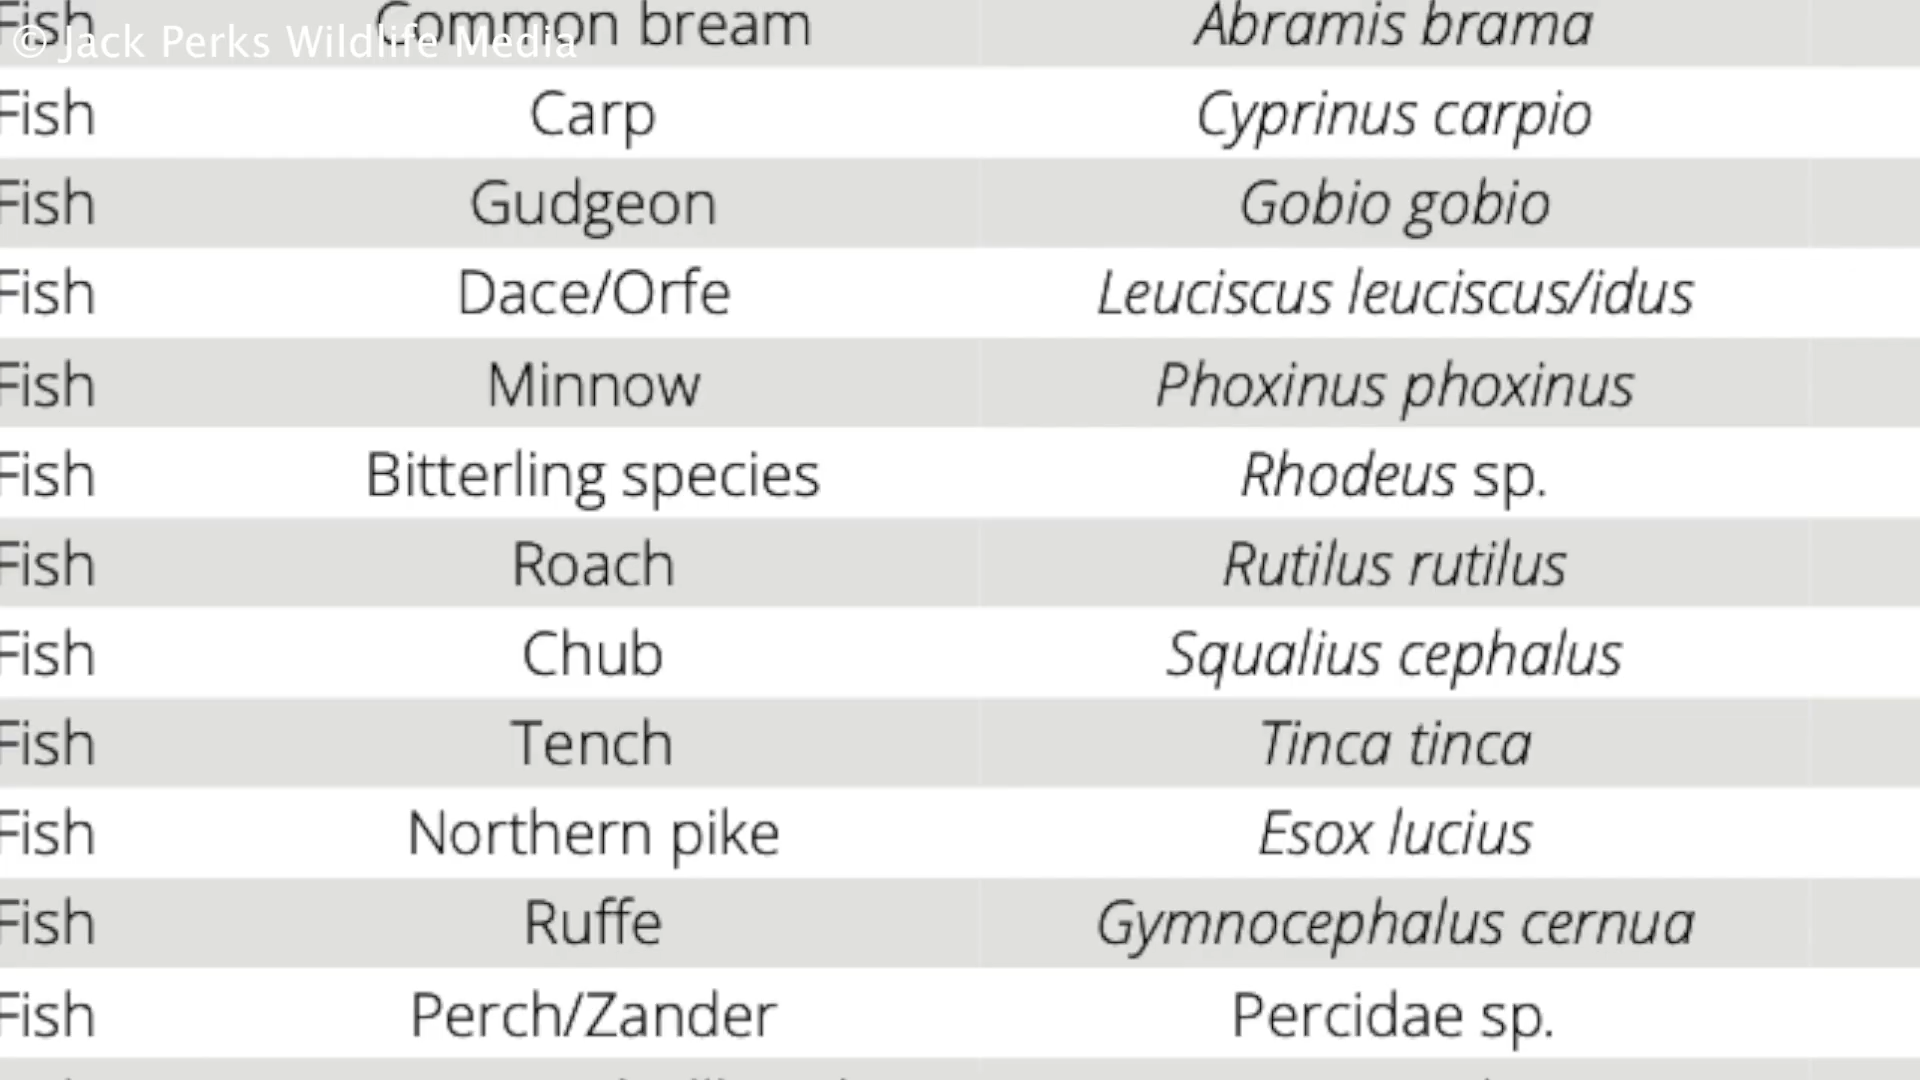 Fish Common bream Abramis brama
© Jack Perks Wildlife Media
Fish Carp Cyprinus carpio
Fish Gudgeon Gobio gobio
Fish Dace/Orfe Leuciscus leuciscus/idus
Fish Minnow Phoxinus phoxinus
Fish Bitterling species Rhodeus sp.
Fish Roach Rutilus rutilus
Fish Chub Squalius cephalus
Fish Tench Tinca tinca
Fish Northern pike Esox lucius
Fish Ruffe Gymnocephalus cernua
Fish Perch/Zander Percidae sp.